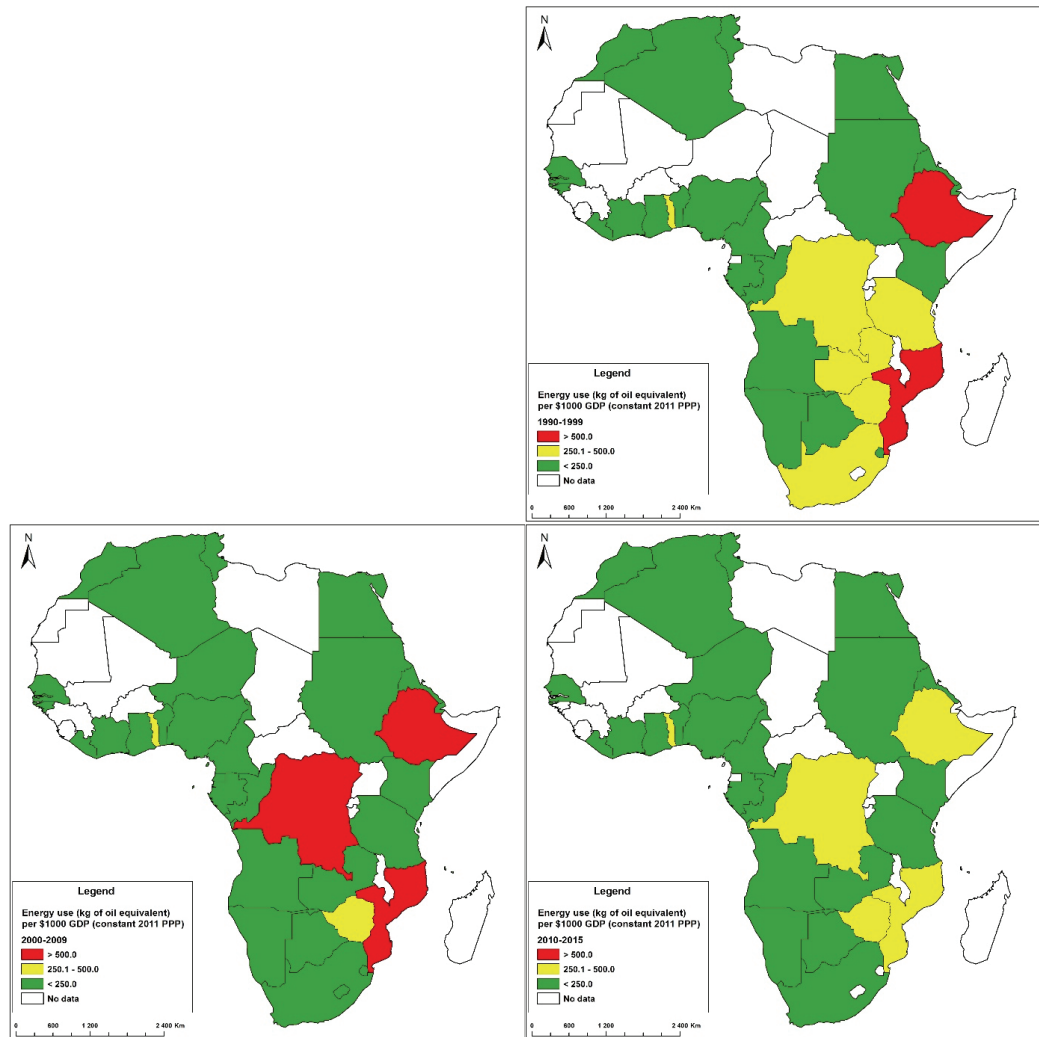 N
Legend
Energy use (kg of oil equivalent)
per $1000 GDP (constant 2011 PPP)
1990-1999
> 500.0
250.1 - 500.0
< 250.0
No data
0 600 1 200 2 400 Km
N
Legend
Energy use (kg of oil equivalent)
per $1000 GDP (constant 2011 PPP)
2000-2009
> 500.0
250.1 - 500.0
< 250.0
No data
0 600 1 200 2 400 Km
N
Legend
Energy use (kg of oil equivalent)
per $1000 GDP (constant 2011 PPP)
2010-2015
> 500.0
250.1 - 500.0
< 250.0
No data
0 600 1 200 2 400 Km